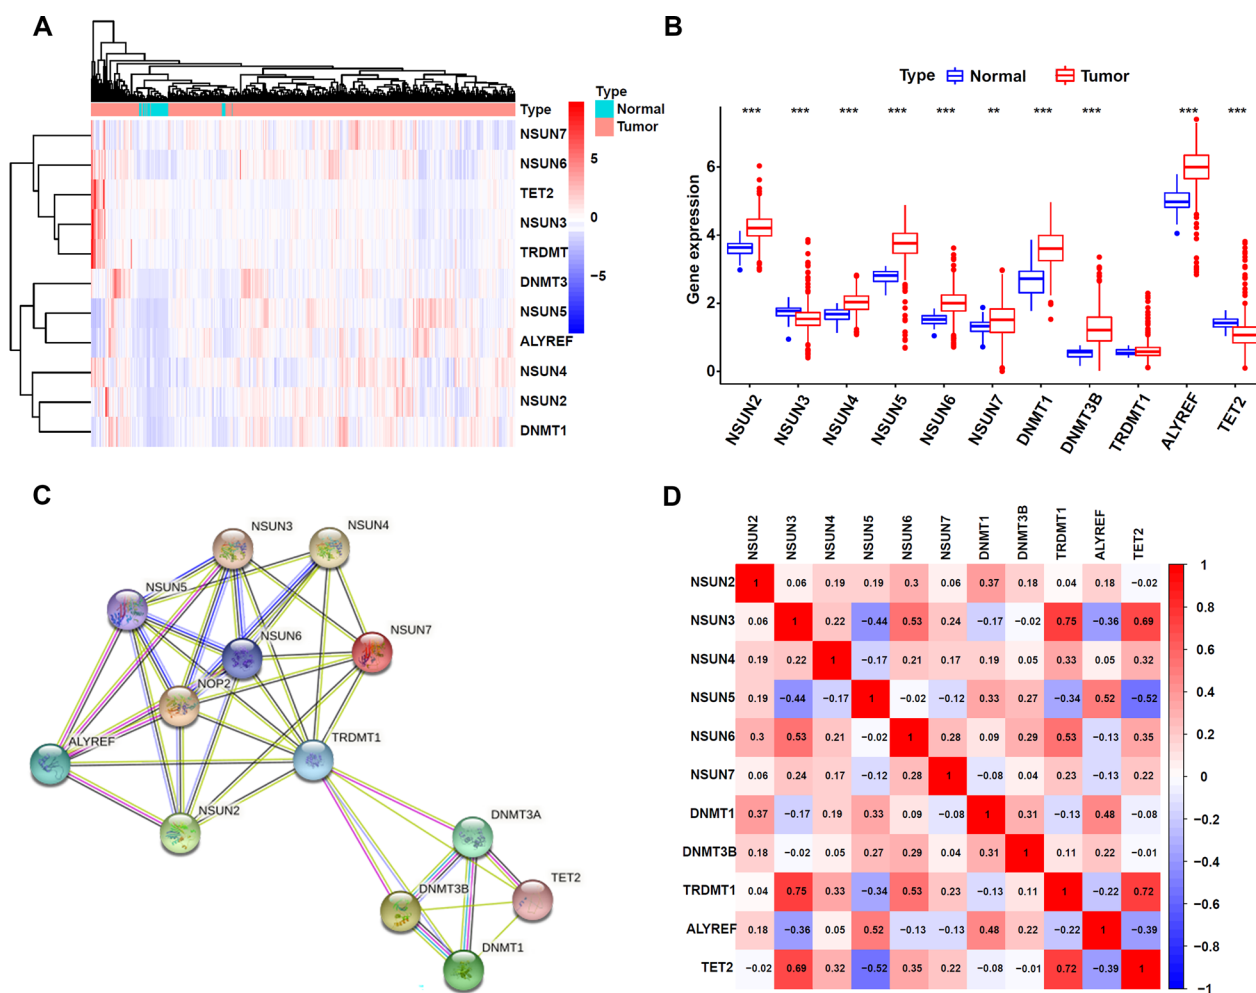 A
Type
Normal
Tumor
Type
NSUN7
NSUN6
TET2
NSUN3
TRDMT
DNMT3
NSUN5
ALYREF
NSUN4
NSUN2
DNMT1
5
0
−5
B
Type Normal Tumor
*** *** *** *** *** ** *** *** *** ***
Gene expression
6
4
2
0
NSUN2 NSUN3 NSUN4 NSUN5 NSUN6 NSUN7 DNMT1 DNMT3B TRDMT1 ALYREF TET2
C
NSUN3
NSUN4
NSUN5
NSUN6
NSUN7
NOP2
ALYREF
TRDMT1
NSUN2
DNMT3A
TET2
DNMT3B
DNMT1
D
NSUN2 NSUN3 NSUN4 NSUN5 NSUN6 NSUN7 DNMT1 DNMT3B TRDMT1 ALYREF TET2
NSUN2 1 0.06 0.19 0.19 0.3 0.06 0.37 0.18 0.04 0.18 −0.02
NSUN3 0.06 1 0.22 −0.44 0.53 0.24 −0.17 −0.02 0.75 −0.36 0.69
NSUN4 0.19 0.22 1 −0.17 0.21 0.17 0.19 0.05 0.33 0.05 0.32
NSUN5 0.19 −0.44 −0.17 1 −0.02 −0.12 0.33 0.27 −0.34 0.52 −0.52
NSUN6 0.3 0.53 0.21 −0.02 1 0.28 0.09 0.29 0.53 −0.13 0.35
NSUN7 0.06 0.24 0.17 −0.12 0.28 1 −0.08 0.04 0.23 −0.13 0.22
DNMT1 0.37 −0.17 0.19 0.33 0.09 −0.08 1 0.31 −0.13 0.48 −0.08
DNMT3B 0.18 −0.02 0.05 0.27 0.29 0.04 0.31 1 0.11 0.22 −0.01
TRDMT1 0.04 0.75 0.33 −0.34 0.53 0.23 −0.13 0.11 1 −0.22 0.72
ALYREF 0.18 −0.36 0.05 0.52 −0.13 −0.13 0.48 0.22 −0.22 1 −0.39
TET2 −0.02 0.69 0.32 −0.52 0.35 0.22 −0.08 −0.01 0.72 −0.39 1
1
0.8
0.6
0.4
0.2
0
−0.2
−0.4
−0.6
−0.8
−1